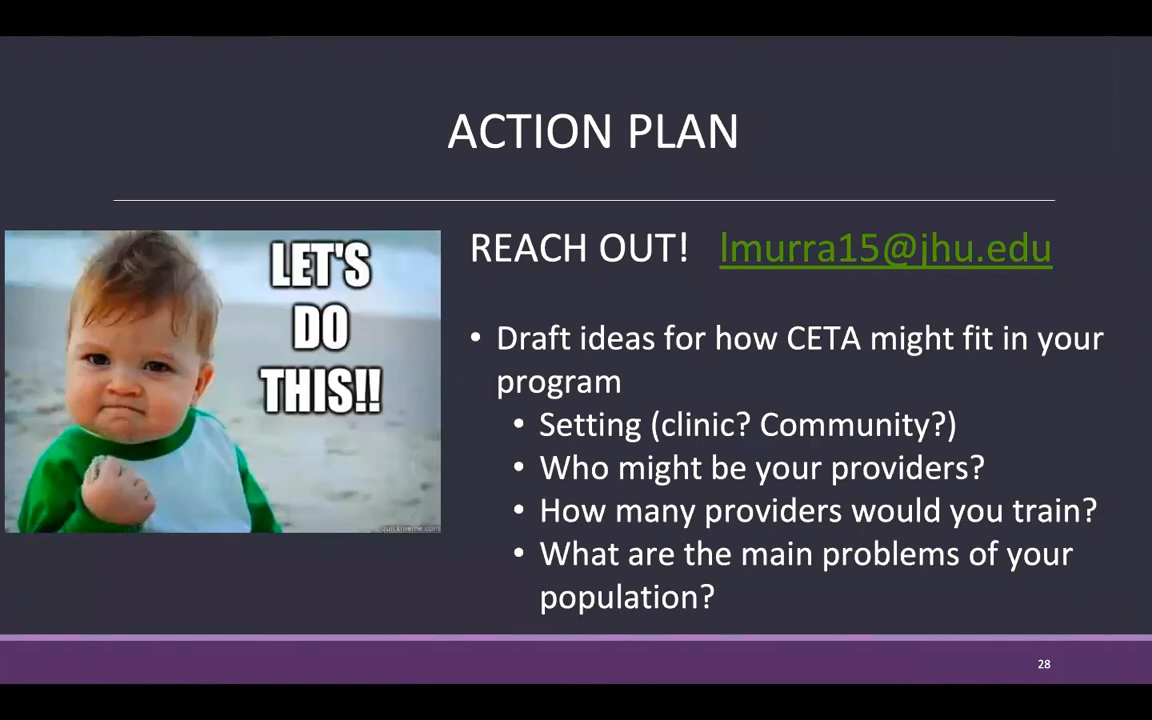 ACTION PLAN
LET'S
DO
THIS!!
quickmeme.com
REACH OUT! lmurra15@jhu.edu
• Draft ideas for how CETA might fit in your
program
• Setting (clinic? Community?)
• Who might be your providers?
• How many providers would you train?
• What are the main problems of your
population?
28